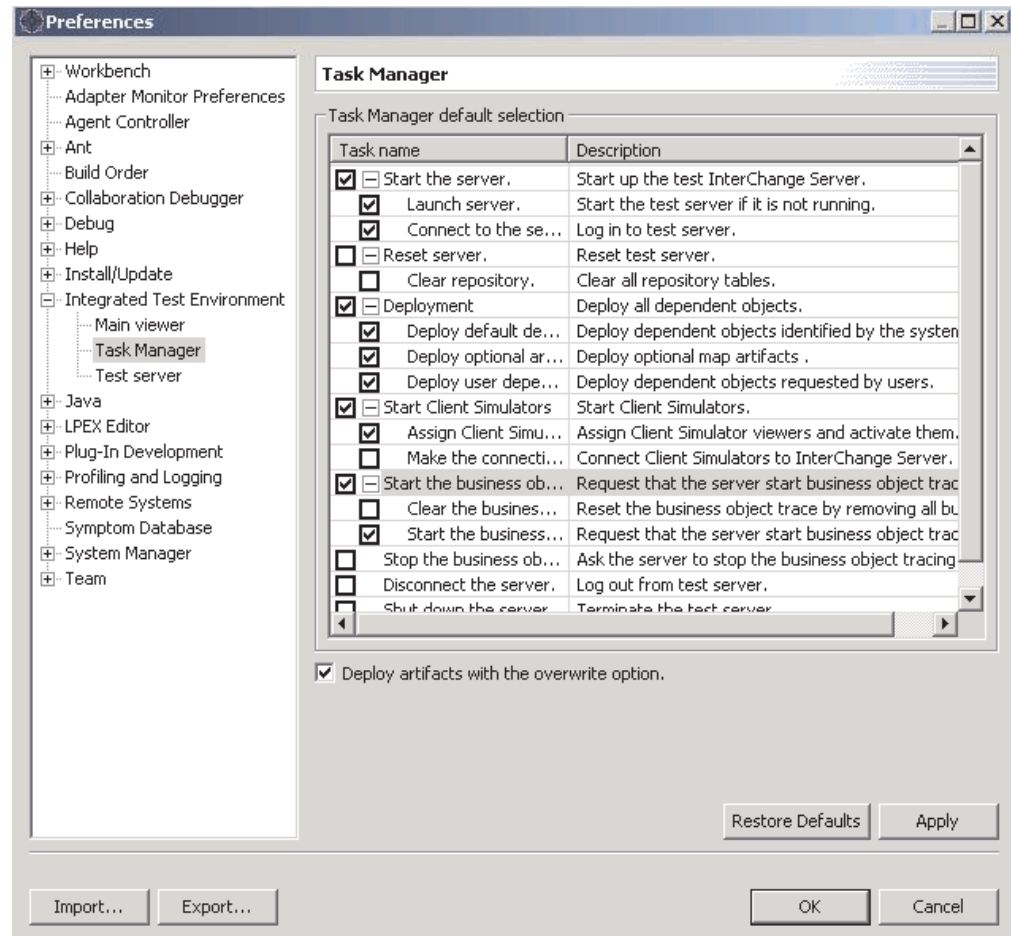 Preferences
Workbench
Adapter Monitor Preferences
Agent Controller
Ant
Build Order
Collaboration Debugger
Debug
Help
Install/Update
Integrated Test Environment
Main viewer
Task Manager
Test server
Java
LPEX Editor
Plug-In Development
Profiling and Logging
Remote Systems
Symptom Database
System Manager
Team
Task Manager
Task Manager default selection
Task name Description
Start the server. Start up the test InterChange Server.
Launch server. Start the test server if it is not running.
Connect to the se... Log in to test server.
Reset server. Reset test server.
Clear repository. Clear all repository tables.
Deployment Deploy all dependent objects.
Deploy default de... Deploy dependent objects identified by the system
Deploy optional ar... Deploy optional map artifacts .
Deploy user depe... Deploy dependent objects requested by users.
Start Client Simulators Start Client Simulators.
Assign Client Simu... Assign Client Simulator viewers and activate them.
Make the connecti... Connect Client Simulators to InterChange Server.
Start the business ob... Request that the server start business object trac
Clear the busines... Reset the business object trace by removing all bu
Start the business... Request that the server start business object trac
Stop the business ob... Ask the server to stop the business object tracing
Disconnect the server. Log out from test server.
Shut down the server Terminate the test server
Deploy artifacts with the overwrite option.
Restore Defaults Apply
Import... Export... OK Cancel